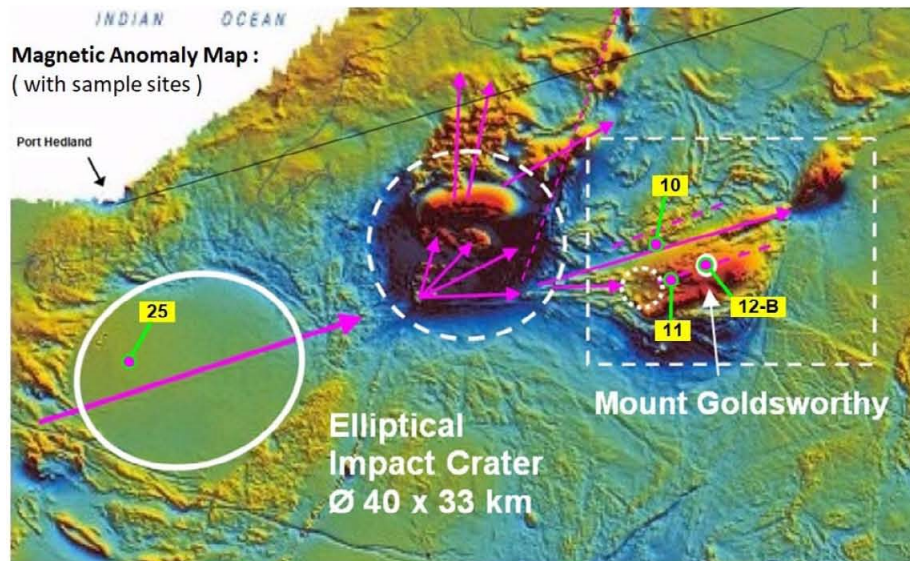 INDIAN OCEAN
Magnetic Anomaly Map :
( with sample sites )
Port Hedland
10
25
12-B
11
Mount Goldsworthy
Elliptical
Impact Crater
Ø 40 x 33 km